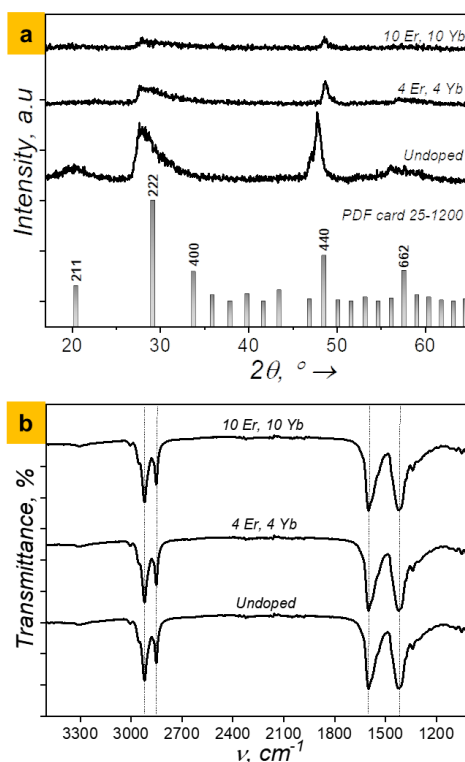 a
10 Er, 10 Yb
4 Er, 4 Yb
Undoped
PDF card 25-1200
211
222
400
440
662
Intensity, a.u
20 30 40 50 60
2θ, ° →
b
10 Er, 10 Yb
4 Er, 4 Yb
Undoped
Transmittance, %
3300 3000 2700 2400 2100 1800 1500 1200
ν, cm⁻¹